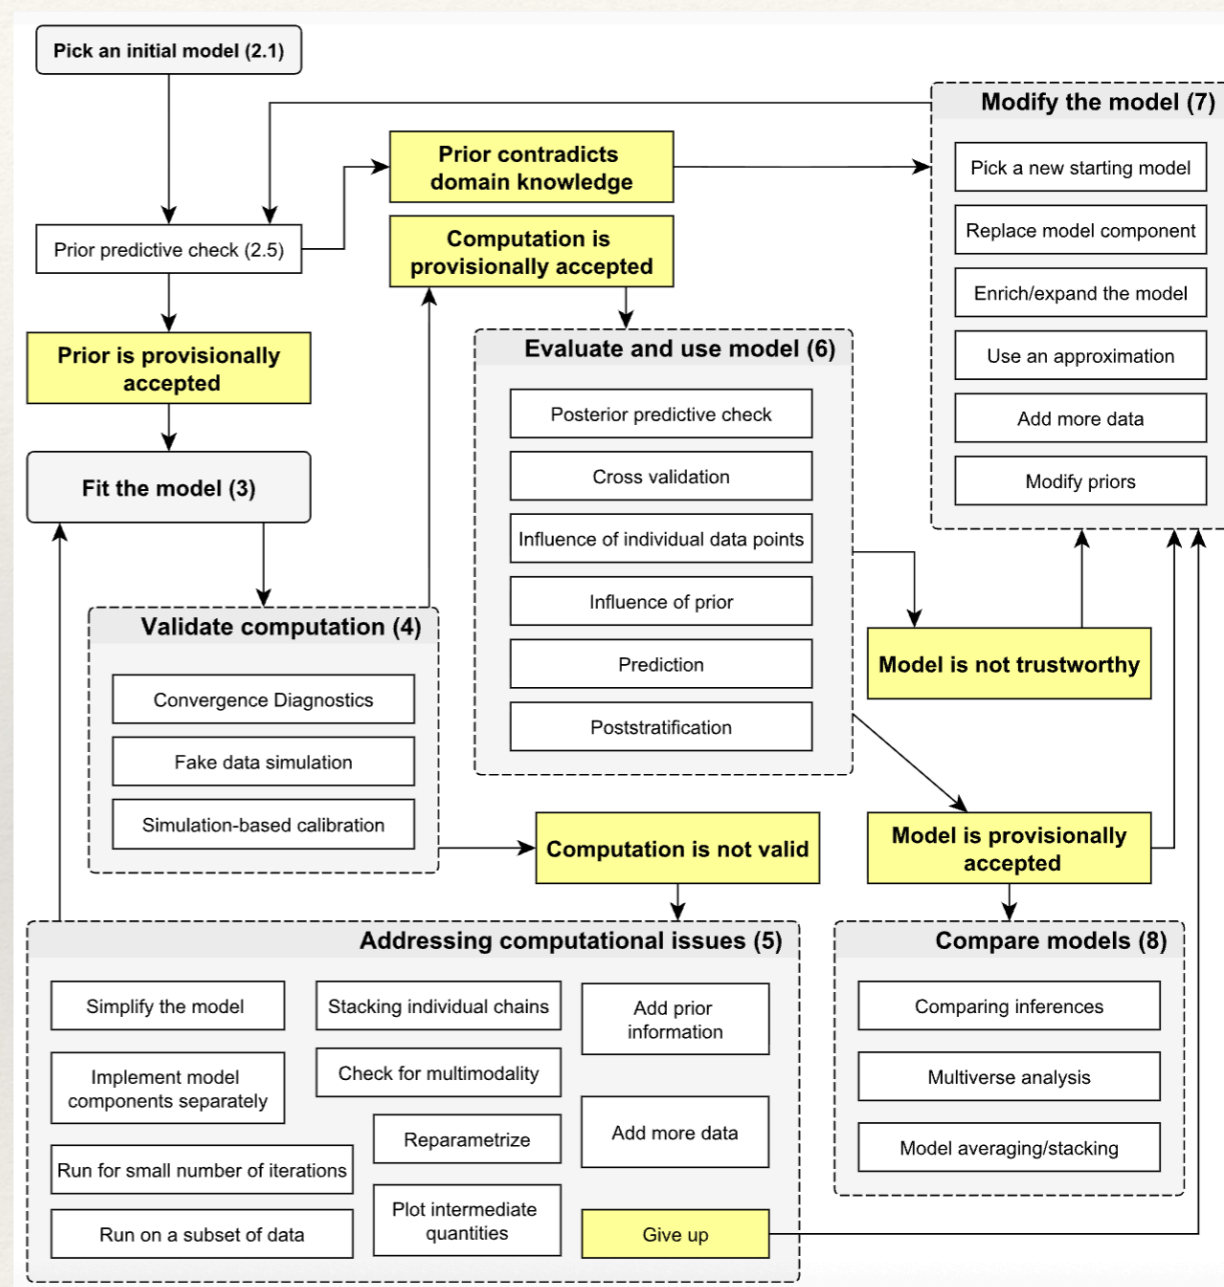 Pick an initial model (2.1)
Modify the model (7)
Pick a new starting model
Replace model component
Enrich/expand the model
Use an approximation
Add more data
Modify priors
Prior contradicts
domain knowledge
Prior predictive check (2.5)
Computation is
provisionally accepted
Prior is provisionally
accepted
Fit the model (3)
Evaluate and use model (6)
Posterior predictive check
Cross validation
Influence of individual data points
Influence of prior
Prediction
Poststratification
Validate computation (4)
Convergence Diagnostics
Fake data simulation
Simulation-based calibration
Model is not trustworthy
Computation is not valid
Model is provisionally
accepted
Addressing computational issues (5)
Simplify the model
Implement model
components separately
Run for small number of iterations
Run on a subset of data
Stacking individual chains
Check for multimodality
Reparametrize
Plot intermediate
quantities
Add prior
information
Add more data
Give up
Compare models (8)
Comparing inferences
Multiverse analysis
Model averaging/stacking